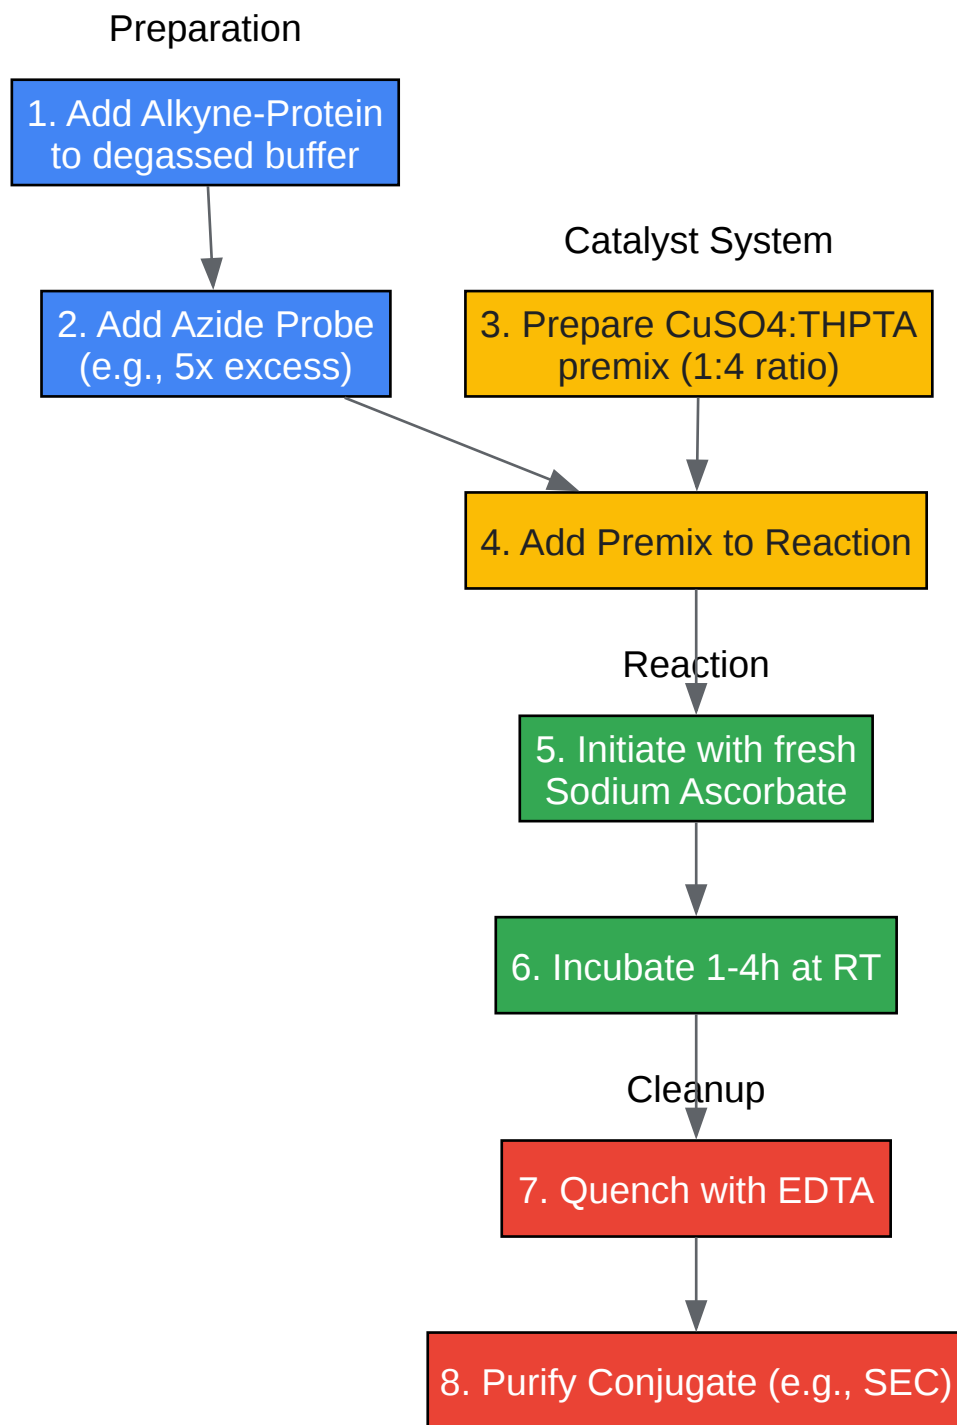 Preparation
1. Add Alkyne-Protein
to degassed buffer
2. Add Azide Probe
(e.g., 5x excess)
Catalyst System
3. Prepare CuSO4:THPTA
premix (1:4 ratio)
4. Add Premix to Reaction
Reaction
5. Initiate with fresh
Sodium Ascorbate
6. Incubate 1-4h at RT
Cleanup
7. Quench with EDTA
8. Purify Conjugate (e.g., SEC)